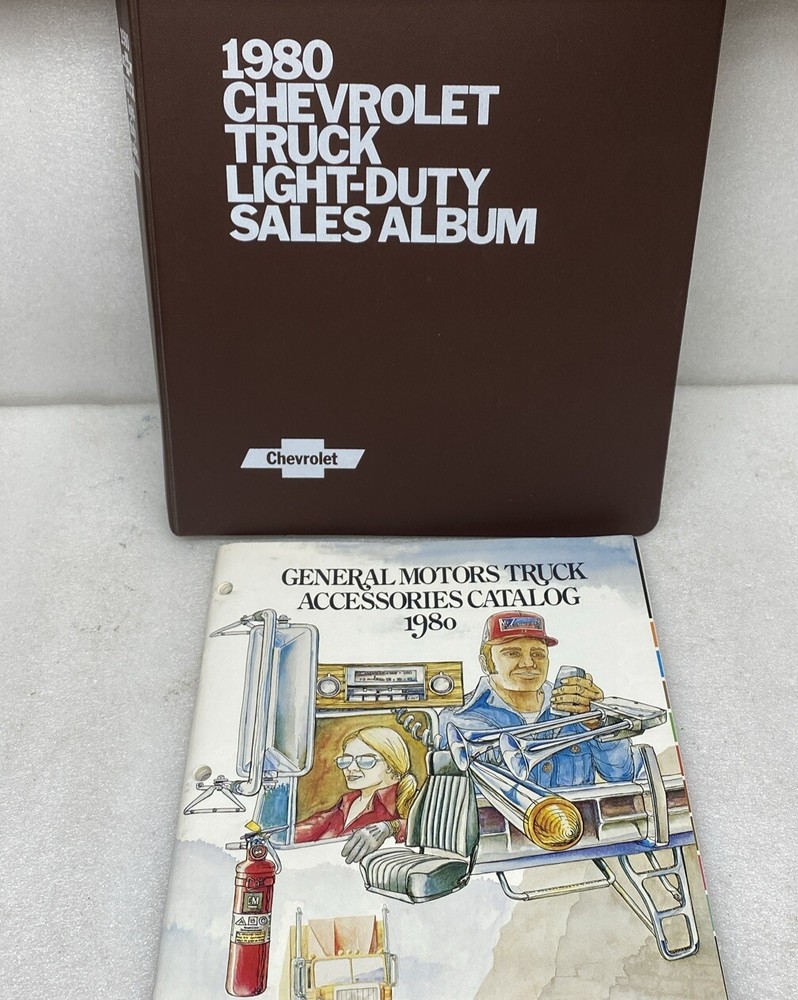 1980
CHEVROLET
TRUCK
LIGHT-DUTY
SALES ALBUM
Chevrolet
GENERAL MOTORS TRUCK
ACCESSORIES CATALOG
1980